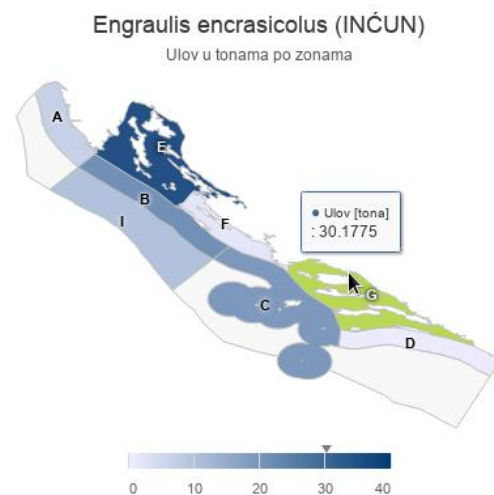 Engraulis encrasicolus (INĆUN)
Ulov u tonama po zonama
A
E
B
I
F
Ulov [tona]
: 30.1775
G
C
D
0 10 20 30 40